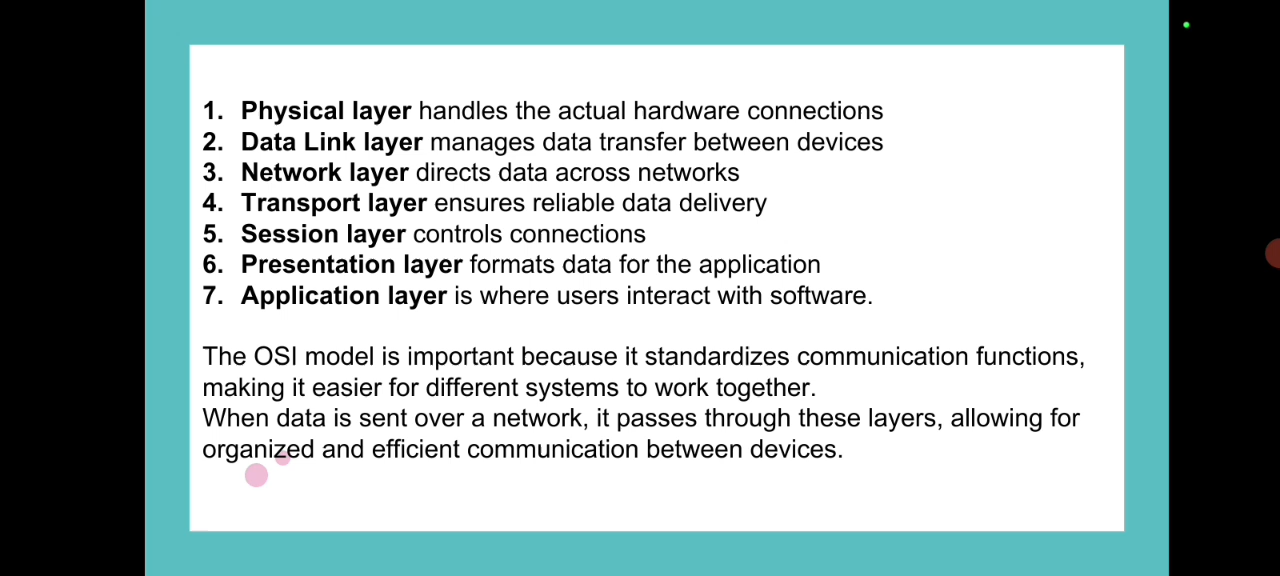 1. Physical layer handles the actual hardware connections
2. Data Link layer manages data transfer between devices
3. Network layer directs data across networks
4. Transport layer ensures reliable data delivery
5. Session layer controls connections
6. Presentation layer formats data for the application
7. Application layer is where users interact with software.
The OSI model is important because it standardizes communication functions,
making it easier for different systems to work together.
When data is sent over a network, it passes through these layers, allowing for
organized and efficient communication between devices.